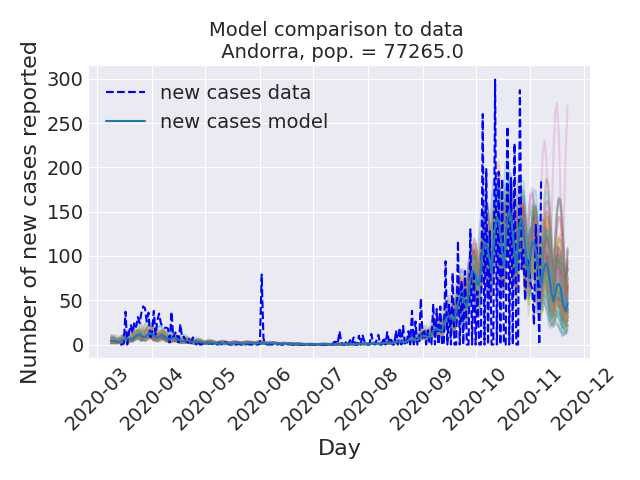 Model comparison to data
Andorra, pop. = 77265.0
Number of new cases reported
300
250
200
150
100
50
0
new cases data
new cases model
2020-03
2020-04
2020-05
2020-06
2020-07
2020-08
2020-09
2020-10
2020-11
2020-12
Day